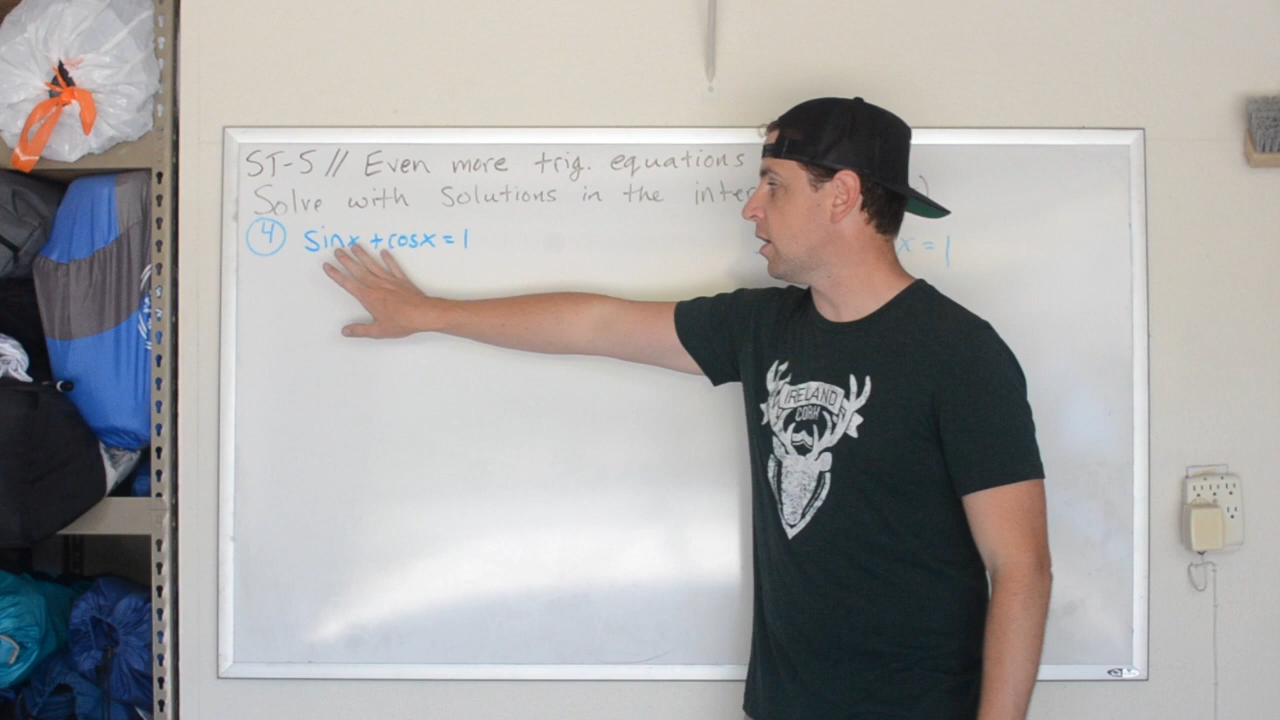 ST-5 // Even more trig. equations
Solve with Solutions in the inter
④ sinx + cosx = 1
x = 1
IRELAND
CORK